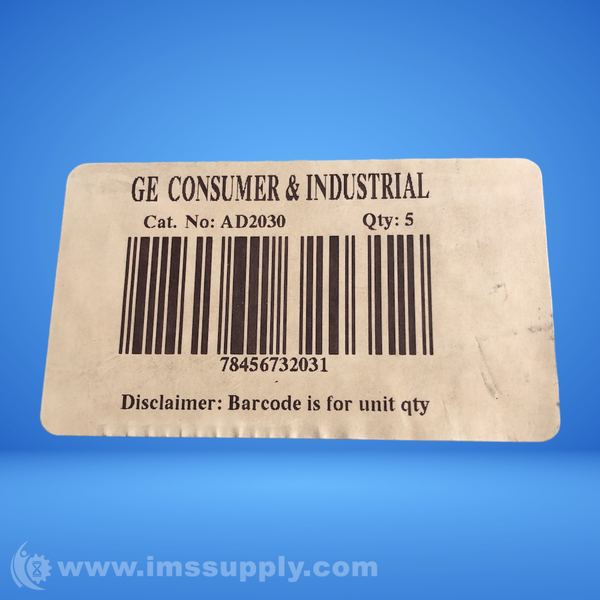 GE CONSUMER & INDUSTRIAL
Cat. No: AD2030 Qty: 5
78456732031
Disclaimer: Barcode is for unit qty
www.imssupply.com